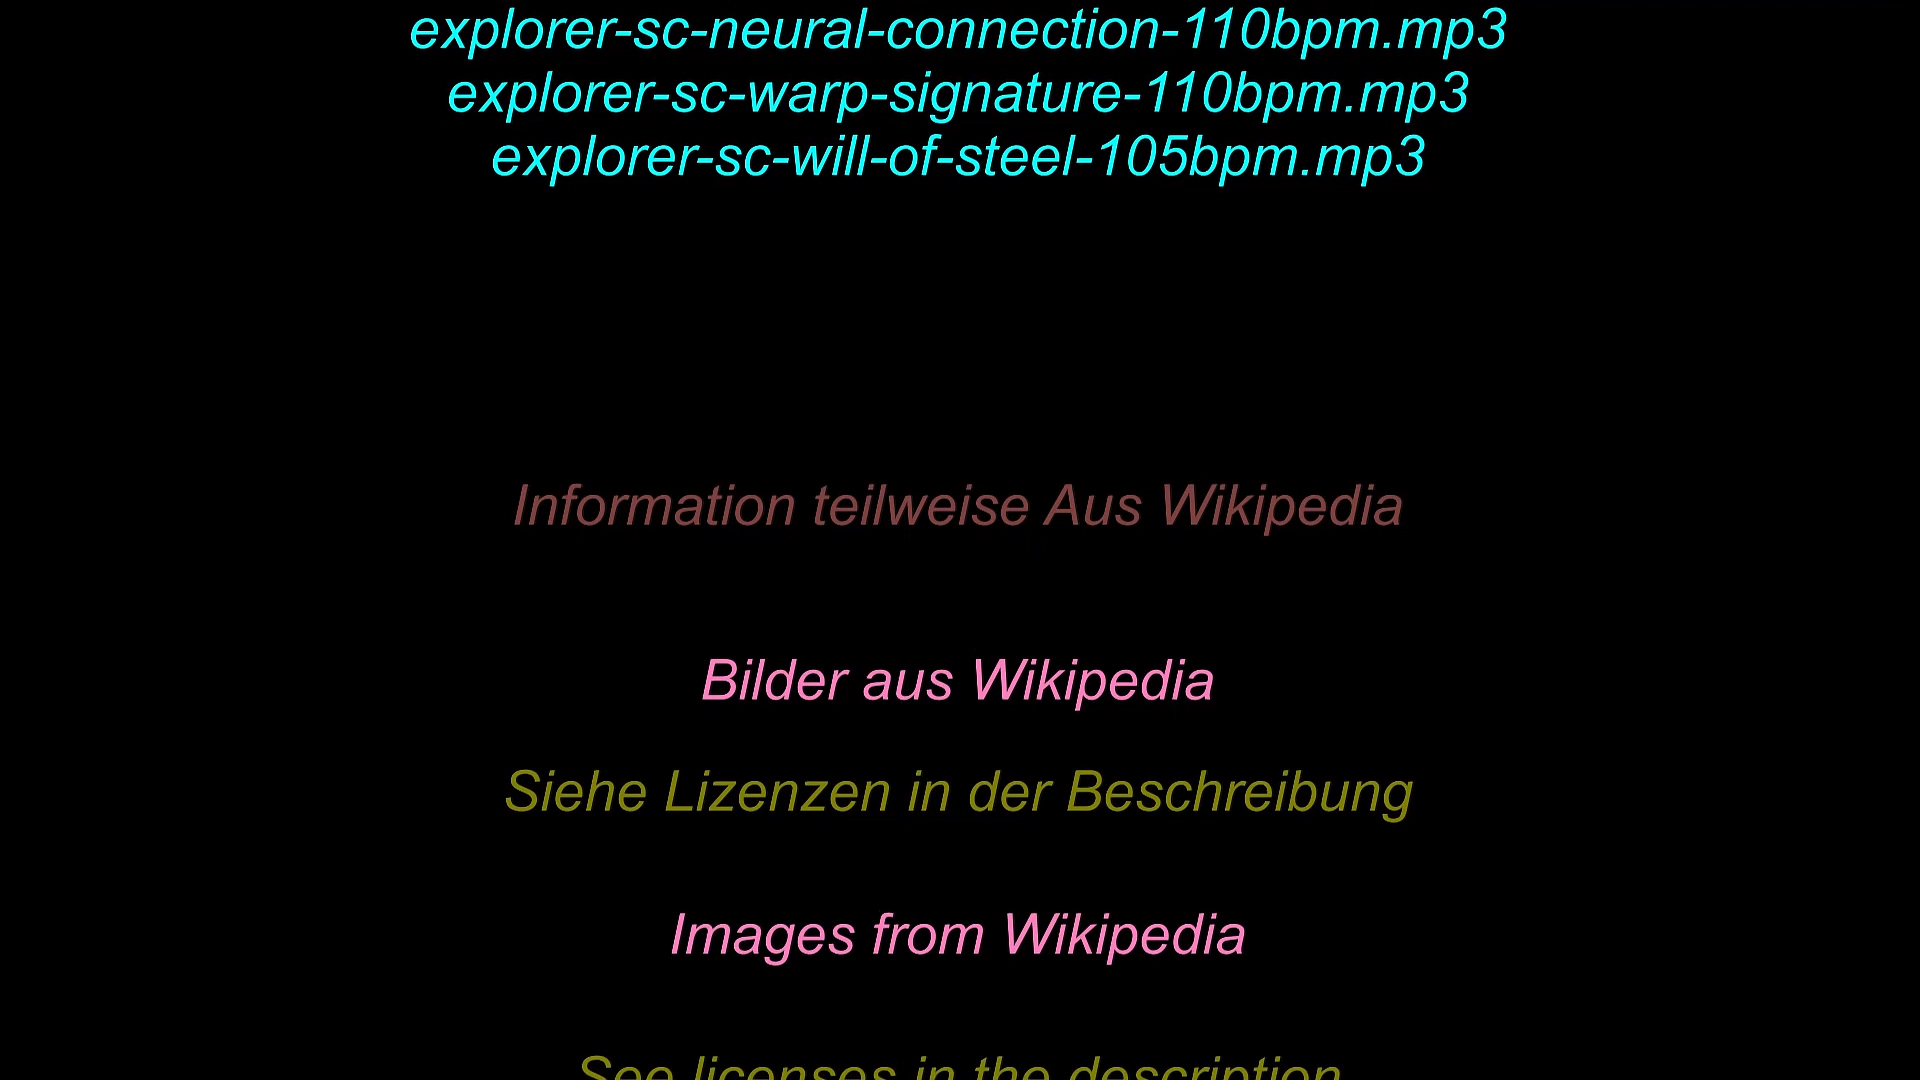 explorer-sc-neural-connection-110bpm.mp3
explorer-sc-warp-signature-110bpm.mp3
explorer-sc-will-of-steel-105bpm.mp3
Information teilweise Aus Wikipedia
Bilder aus Wikipedia
Siehe Lizenzen in der Beschreibung
Images from Wikipedia
See licenses in the description